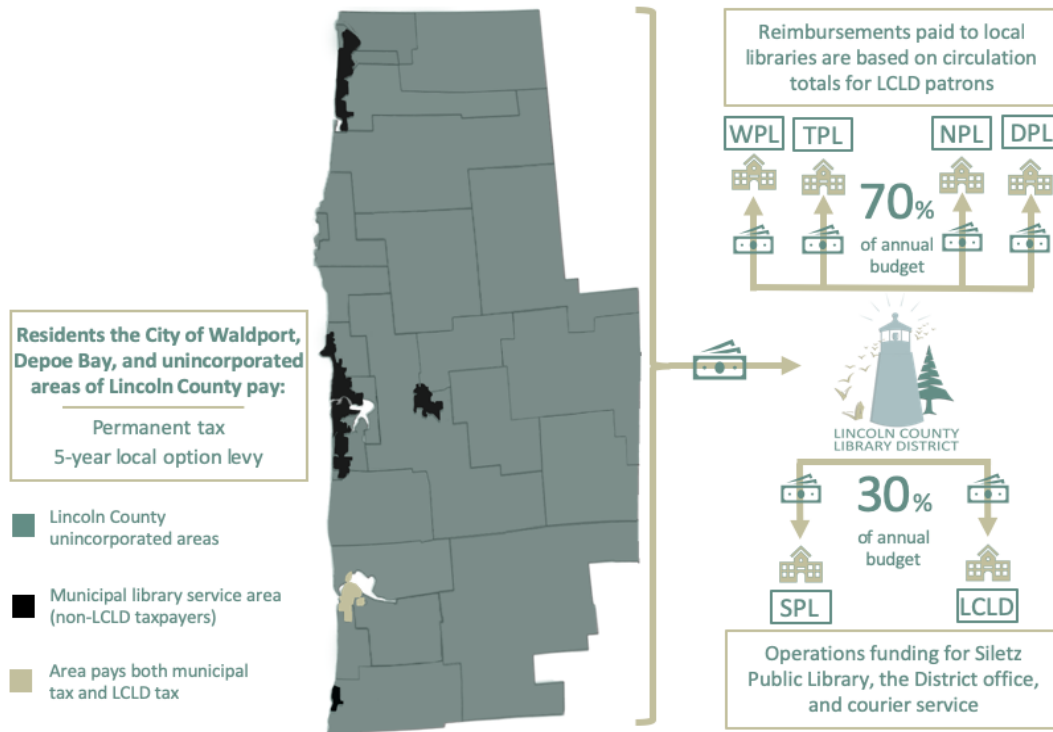 Residents the City of Waldport,
Depoe Bay, and unincorporated
areas of Lincoln County pay:
Permanent tax
5-year local option levy
Lincoln County
unincorporated areas
Municipal library service area
(non-LCLD taxpayers)
Area pays both municipal
tax and LCLD tax
Reimbursements paid to local
libraries are based on circulation
totals for LCLD patrons
WPL
TPL
NPL
DPL
70%
of annual
budget
LINCOLN COUNTY
LIBRARY DISTRICT
30%
of annual
budget
SPL
LCLD
Operations funding for Siletz
Public Library, the District office,
and courier service